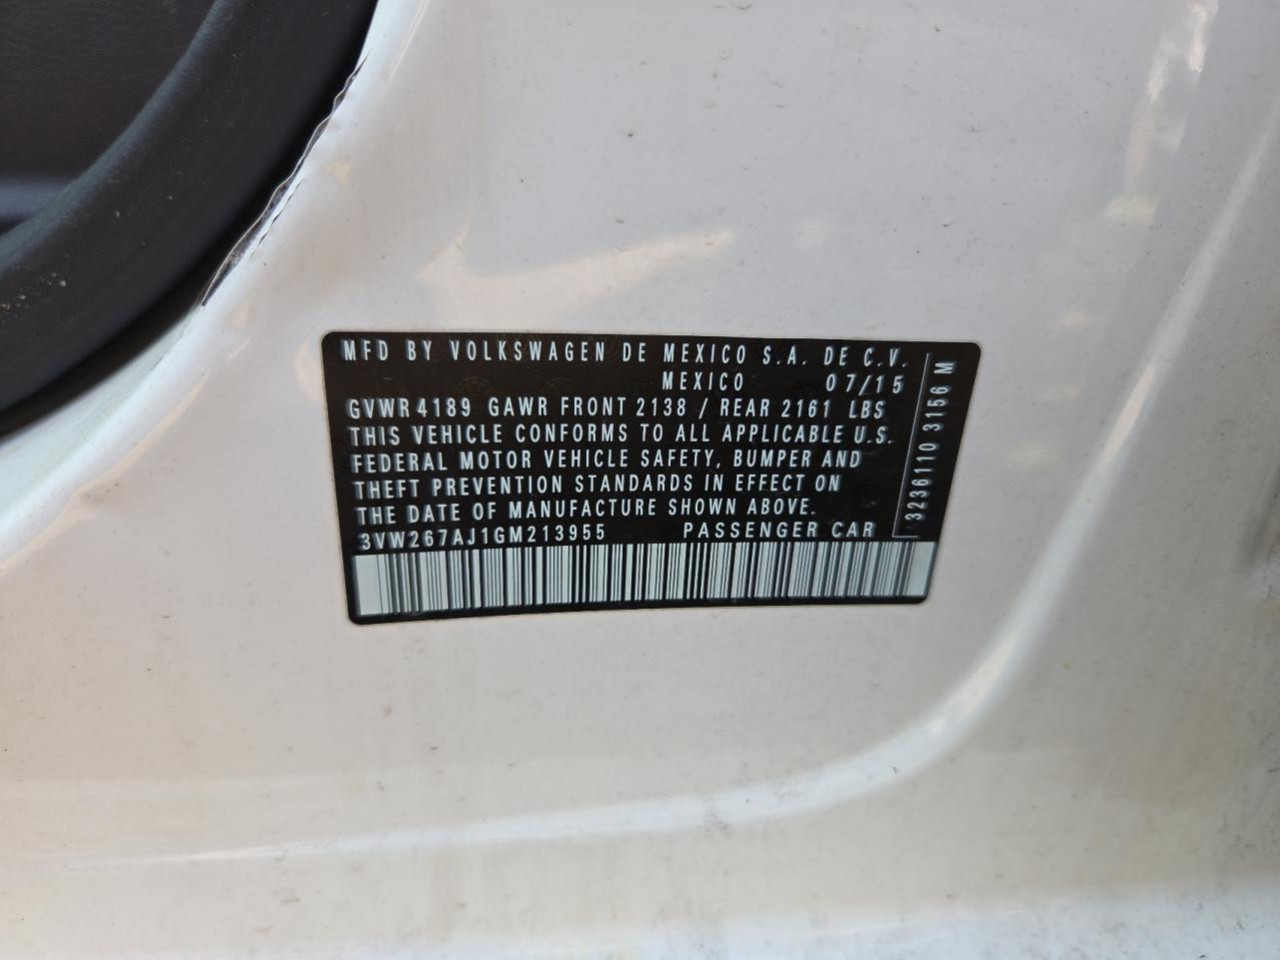 MFD BY VOLKSWAGEN DE MEXICO S.A. DE C.V.
MEXICO 07/15
GVWR 4189 GAWR FRONT 2138 / REAR 2161 LBS
THIS VEHICLE CONFORMS TO ALL APPLICABLE U.S.
FEDERAL MOTOR VEHICLE SAFETY, BUMPER AND
THEFT PREVENTION STANDARDS IN EFFECT ON
THE DATE OF MANUFACTURE SHOWN ABOVE.
3VW267AJ1GM213955 PASSENGER CAR
3236110 3156 M